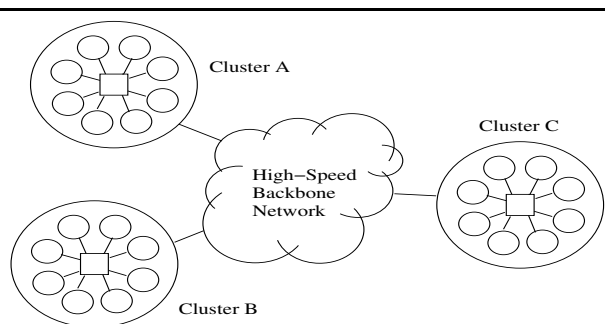 Cluster A
Cluster C
High−Speed
Backbone
Network
Cluster B